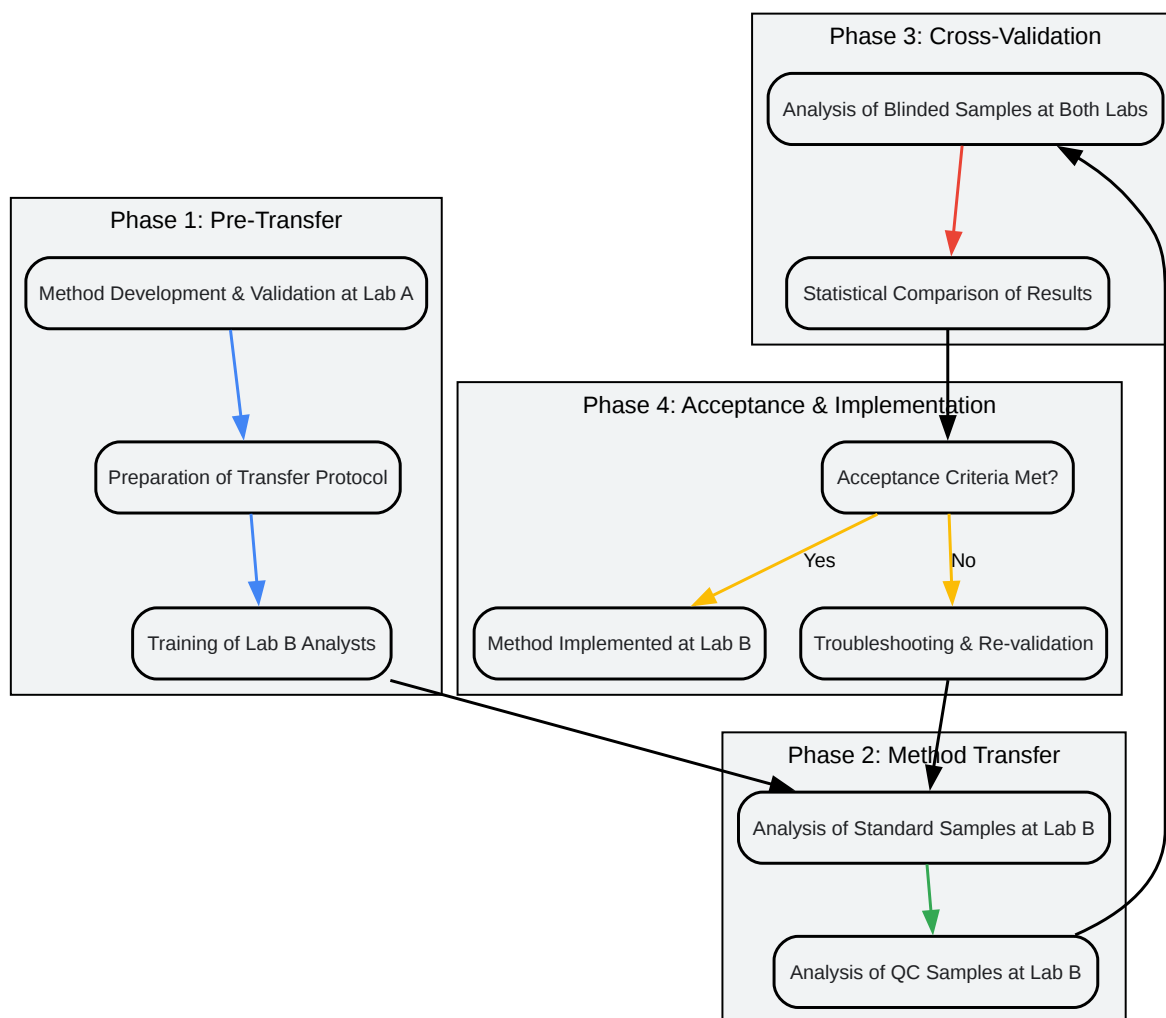 Phase 3: Cross-Validation
Analysis of Blinded Samples at Both Labs
Statistical Comparison of Results
Phase 1: Pre-Transfer
Method Development & Validation at Lab A
Preparation of Transfer Protocol
Training of Lab B Analysts
Phase 4: Acceptance & Implementation
Acceptance Criteria Met?
Yes
No
Method Implemented at Lab B
Troubleshooting & Re-validation
Phase 2: Method Transfer
Analysis of Standard Samples at Lab B
Analysis of QC Samples at Lab B